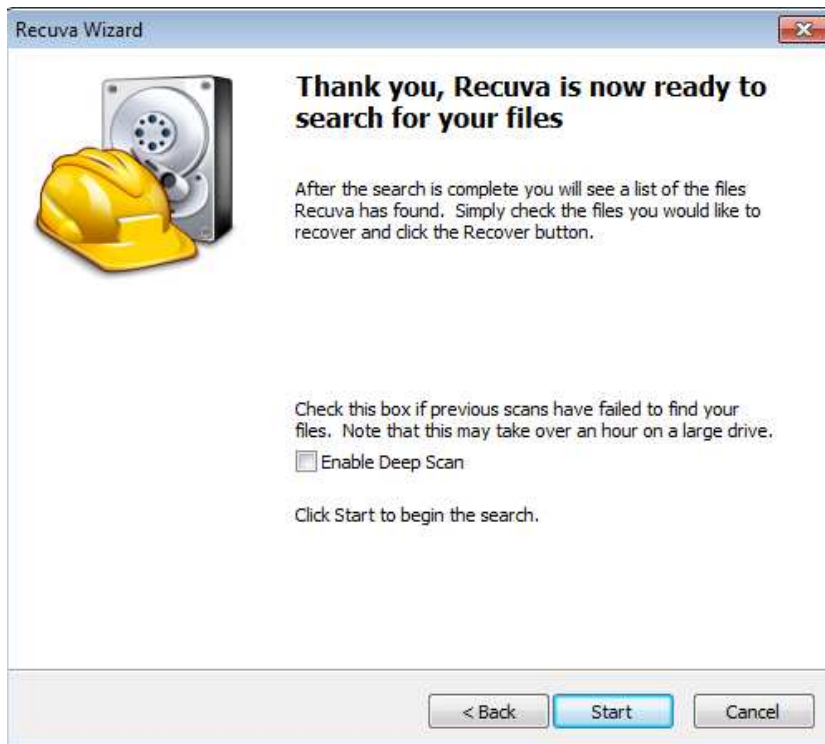 Recuva Wizard
Thank you, Recuva is now ready to
search for your files
After the search is complete you will see a list of the files
Recuva has found.  Simply check the files you would like to
recover and click the Recover button.
Check this box if previous scans have failed to find your
files.  Note that this may take over an hour on a large drive.
Enable Deep Scan
Click Start to begin the search.
< Back
Start
Cancel